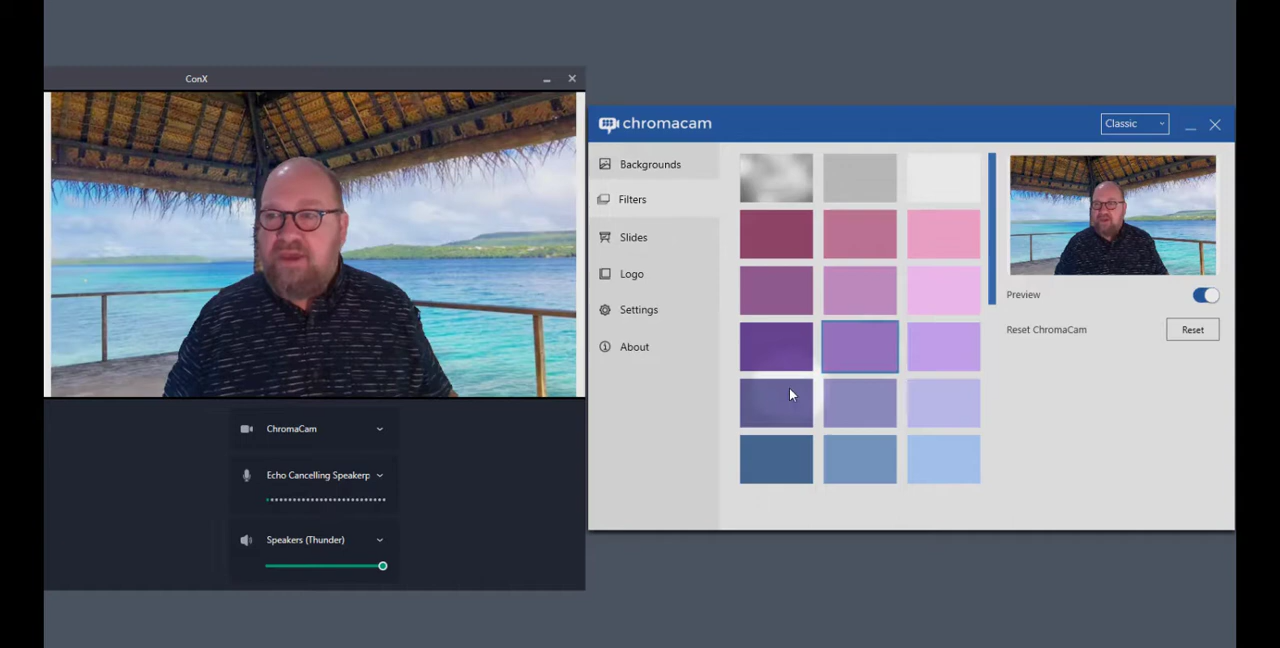 ConX
chromacam
Classic
Backgrounds
Filters
Slides
Logo
Settings
About
Preview
Reset ChromaCam
Reset
ChromaCam
Echo Cancelling Speakerp
Speakers (Thunder)